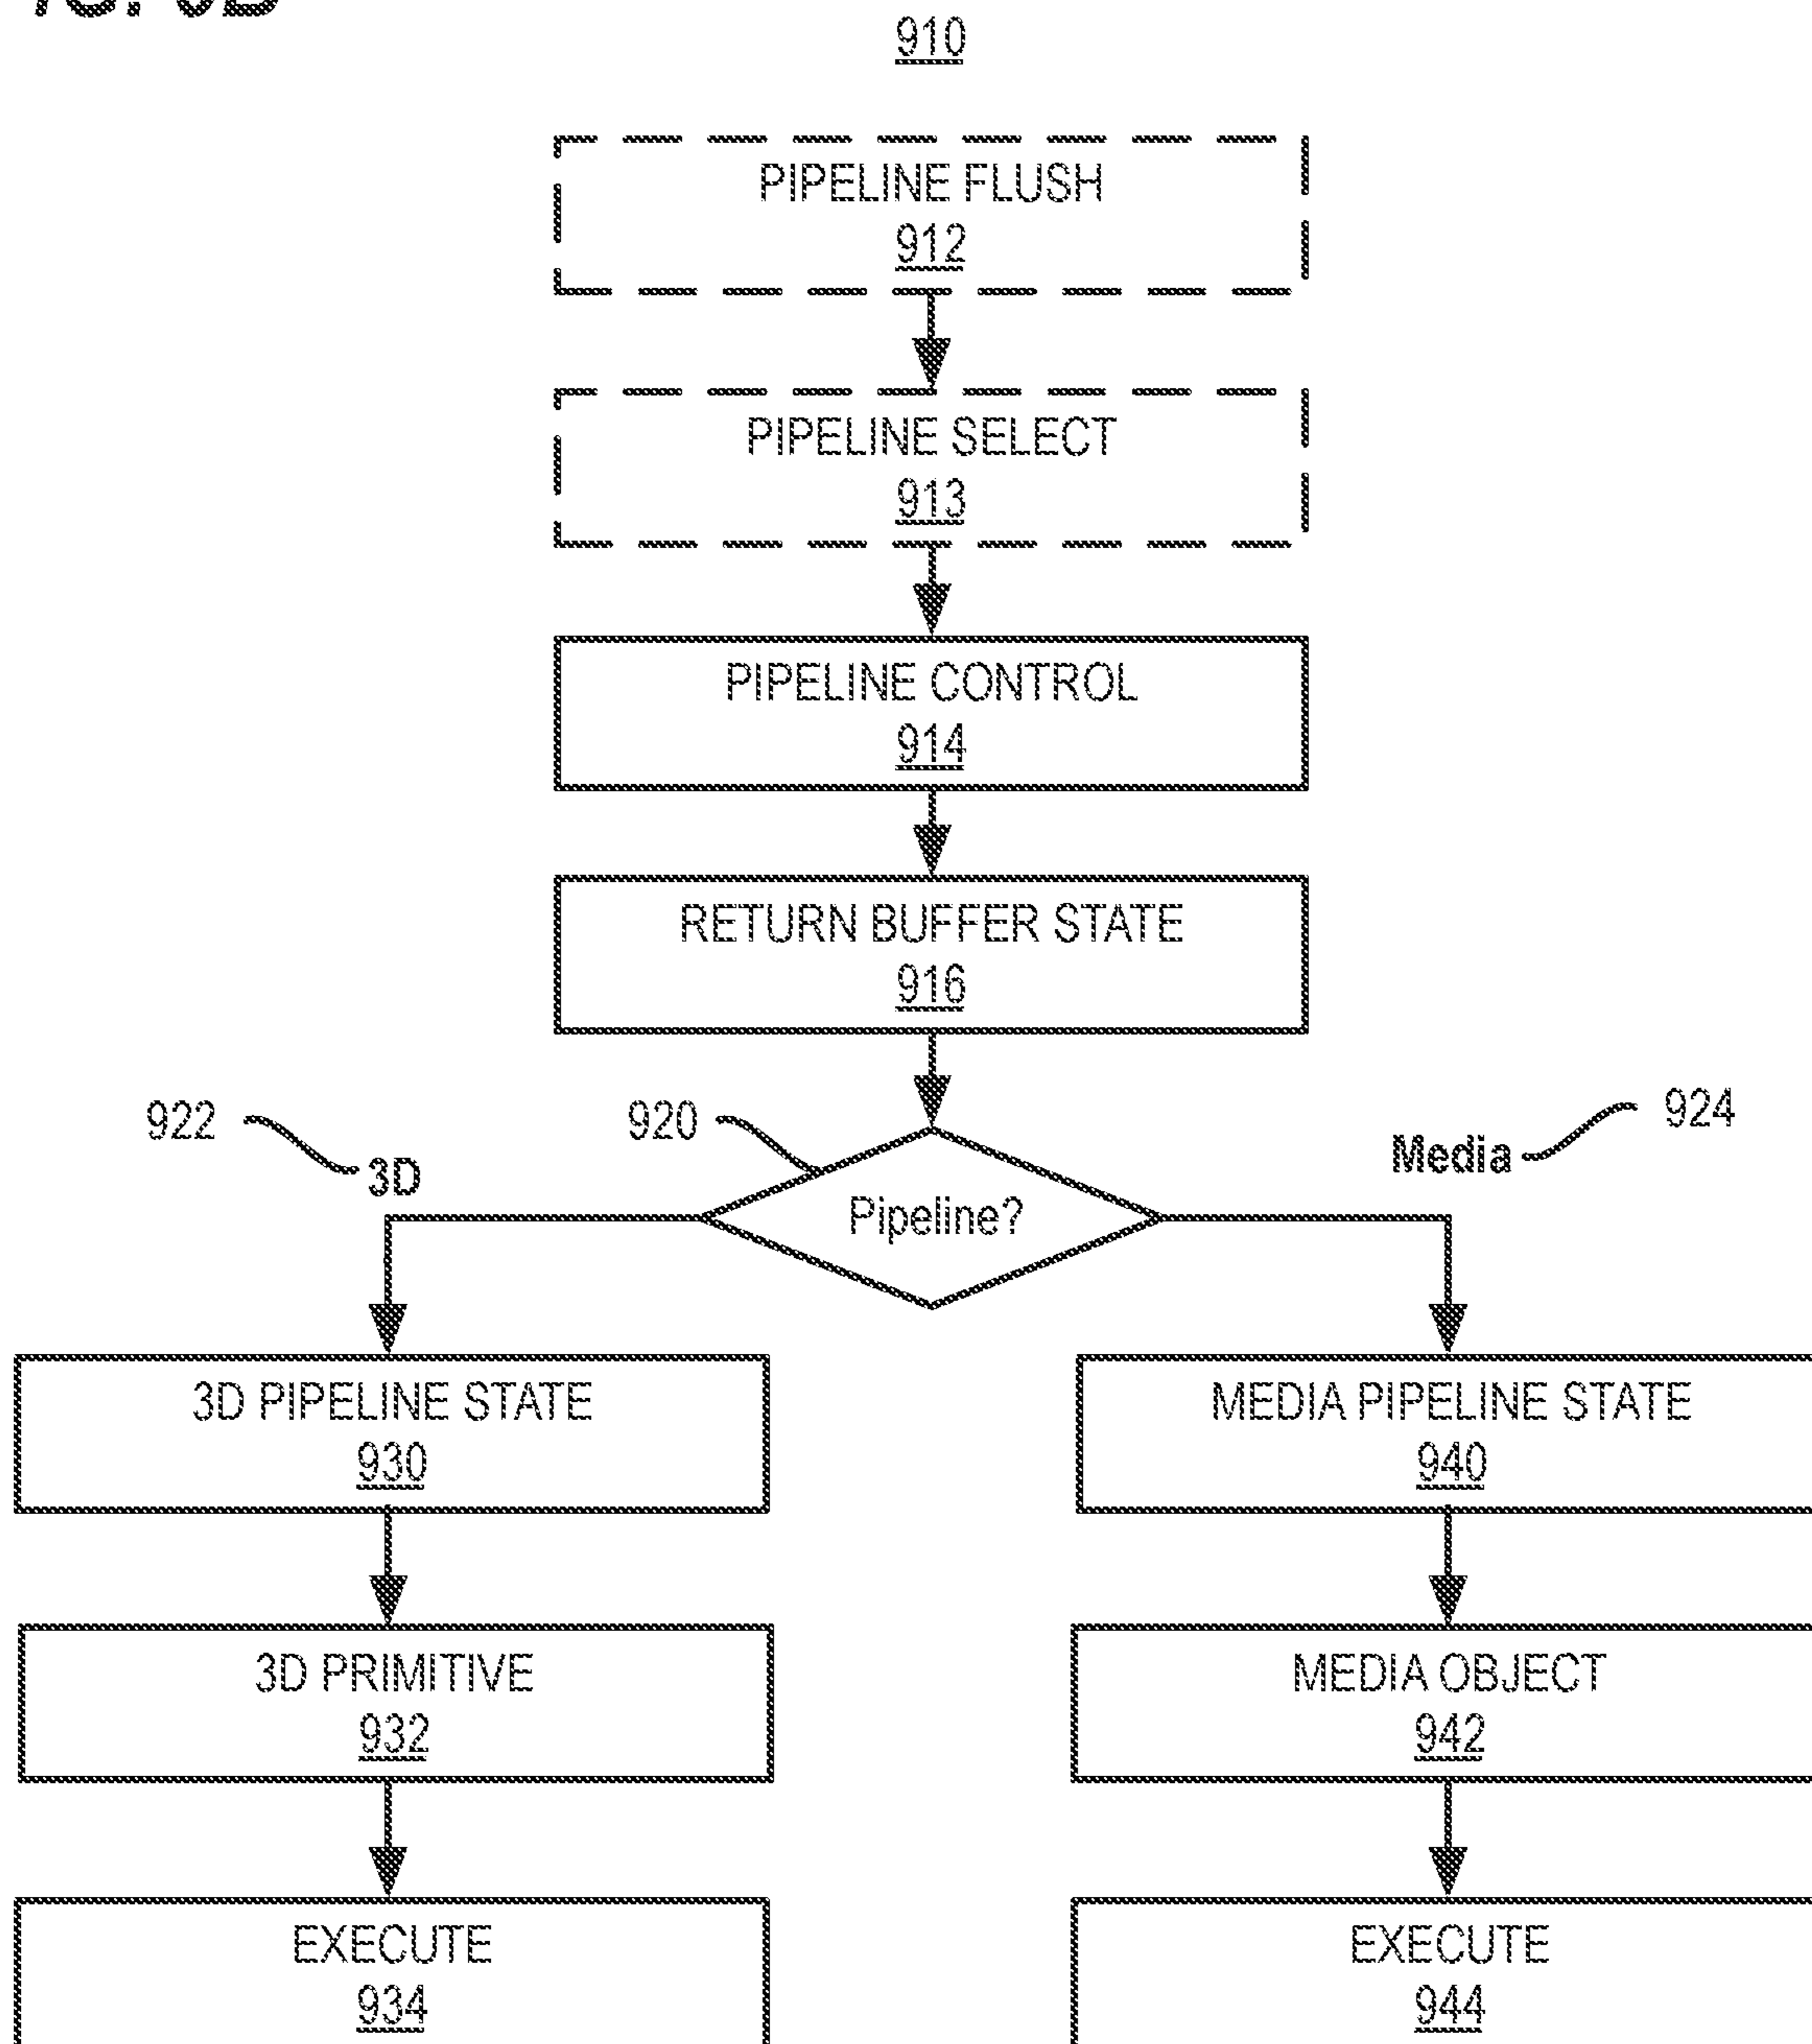 910
PIPELINE FLUSH
912
PIPELINE SELECT
913
PIPELINE CONTROL
914
RETURN BUFFER STATE
916
922
920
924
3D
Media
Pipeline?
3D PIPELINE STATE
930
MEDIA PIPELINE STATE
940
3D PRIMITIVE
932
MEDIA OBJECT
942
EXECUTE
934
EXECUTE
944